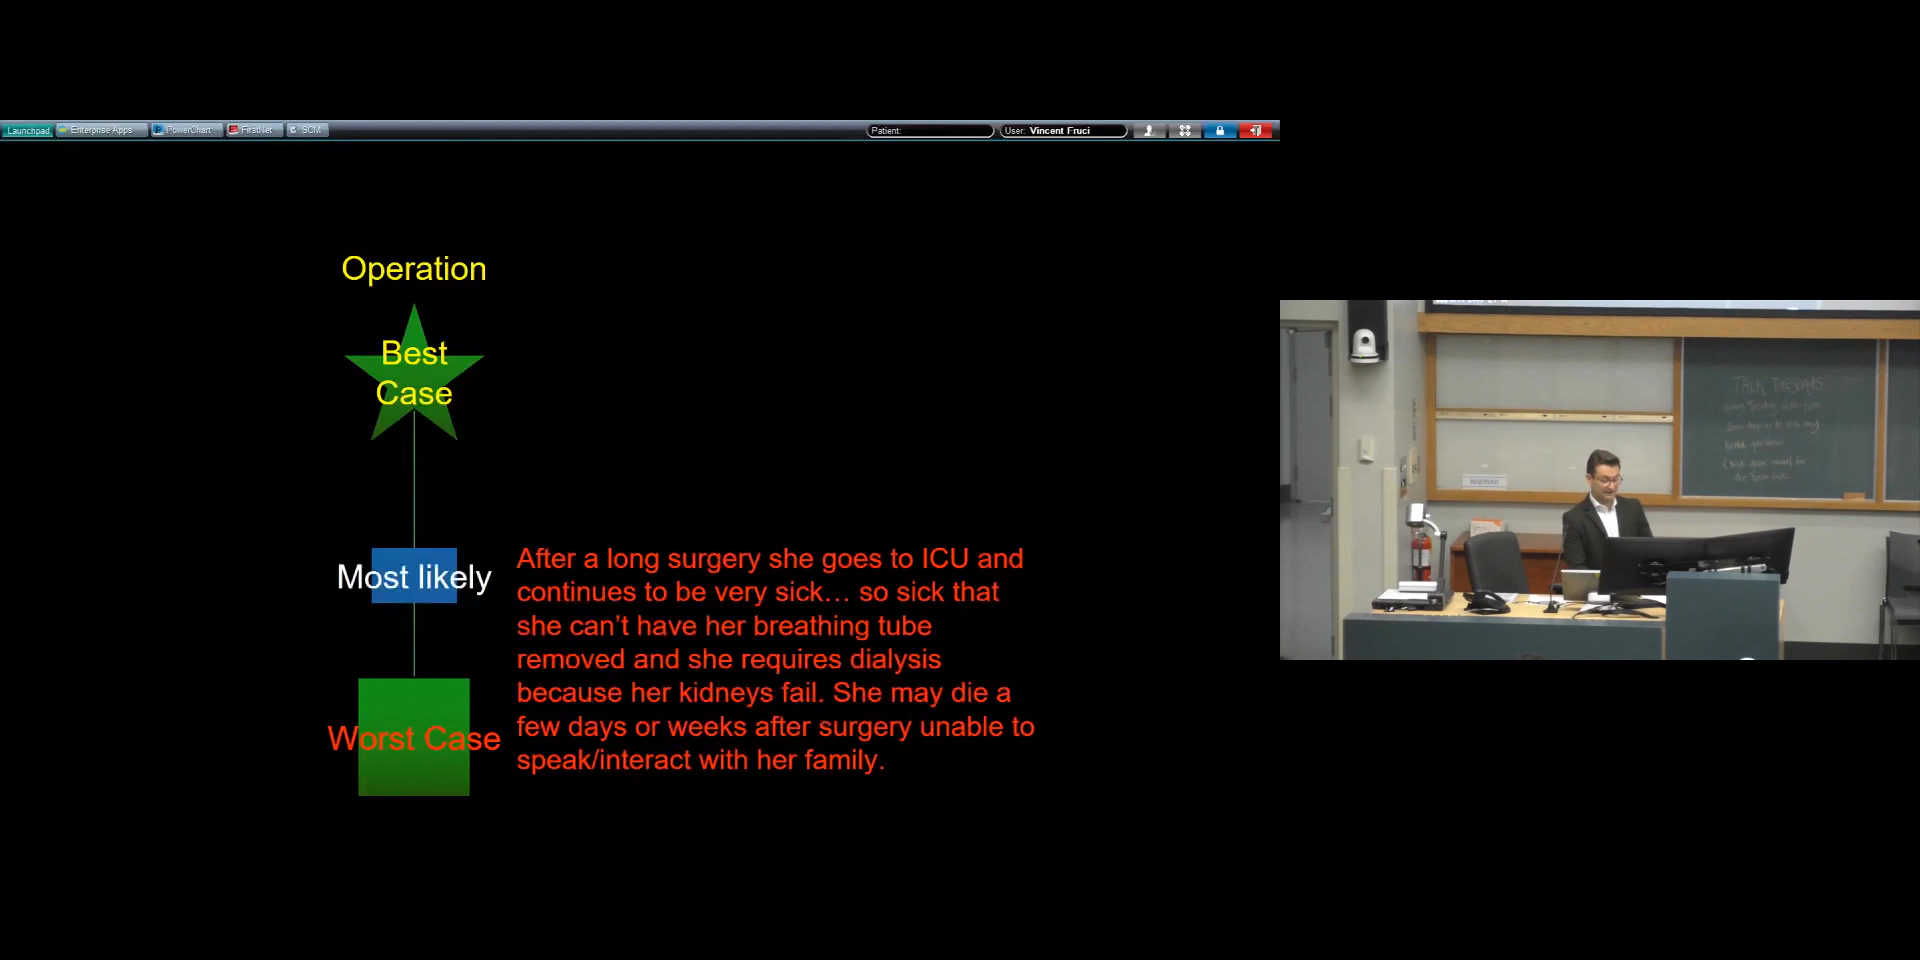 Launchpad Enterprise Apps PowerChart FirstNet SCM Patient: User: Vincent Fruci
Operation
Best
Case
Most likely
Worst Case
After a long surgery she goes to ICU and
continues to be very sick… so sick that
she can’t have her breathing tube
removed and she requires dialysis
because her kidneys fail. She may die a
few days or weeks after surgery unable to
speak/interact with her family.
RESERVED
TALK TUESDAYS